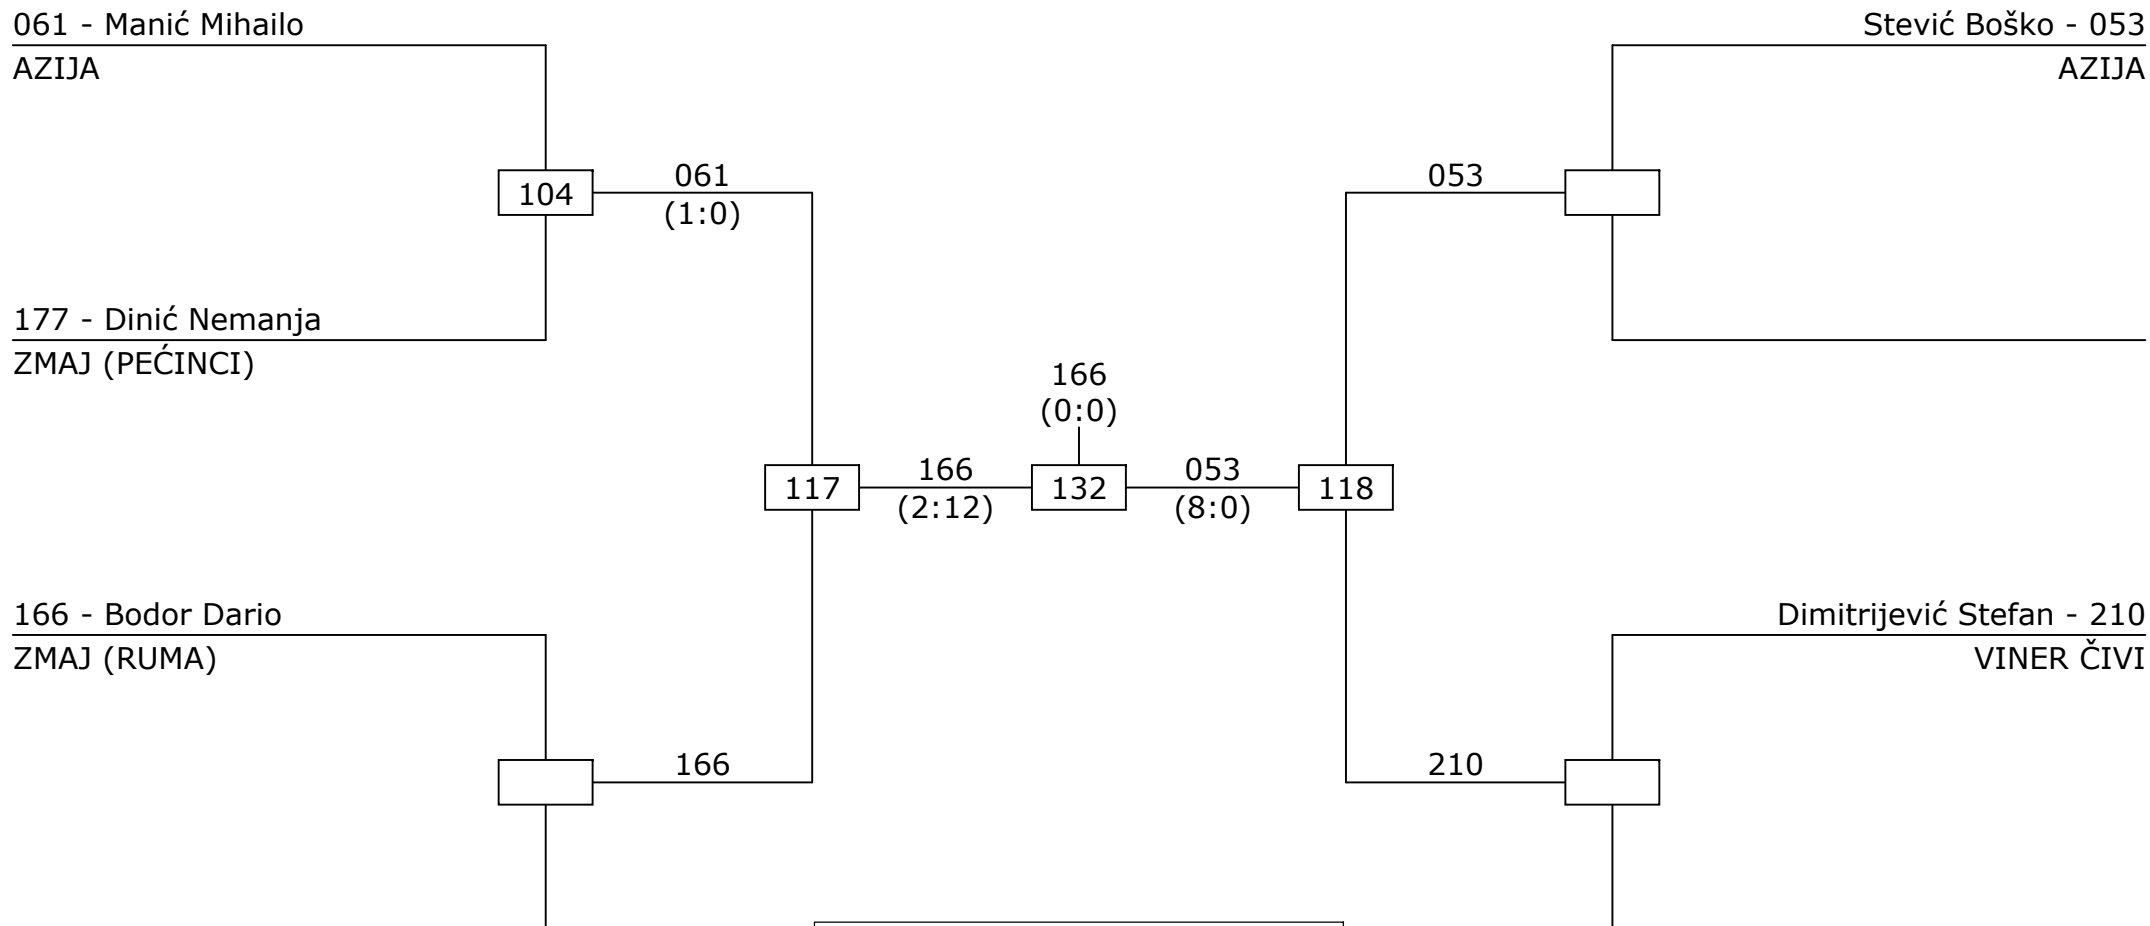 061 - Manić Mihailo
AZIJA
Stević Boško - 053
AZIJA
104
061
(1:0)
053
177 - Dinić Nemanja
ZMAJ (PEĆINCI)
166
(0:0)
117
166
(2:12)
132
053
(8:0)
118
166 - Bodor Dario
ZMAJ (RUMA)
Dimitrijević Stefan - 210
VINER ČIVI
166
210